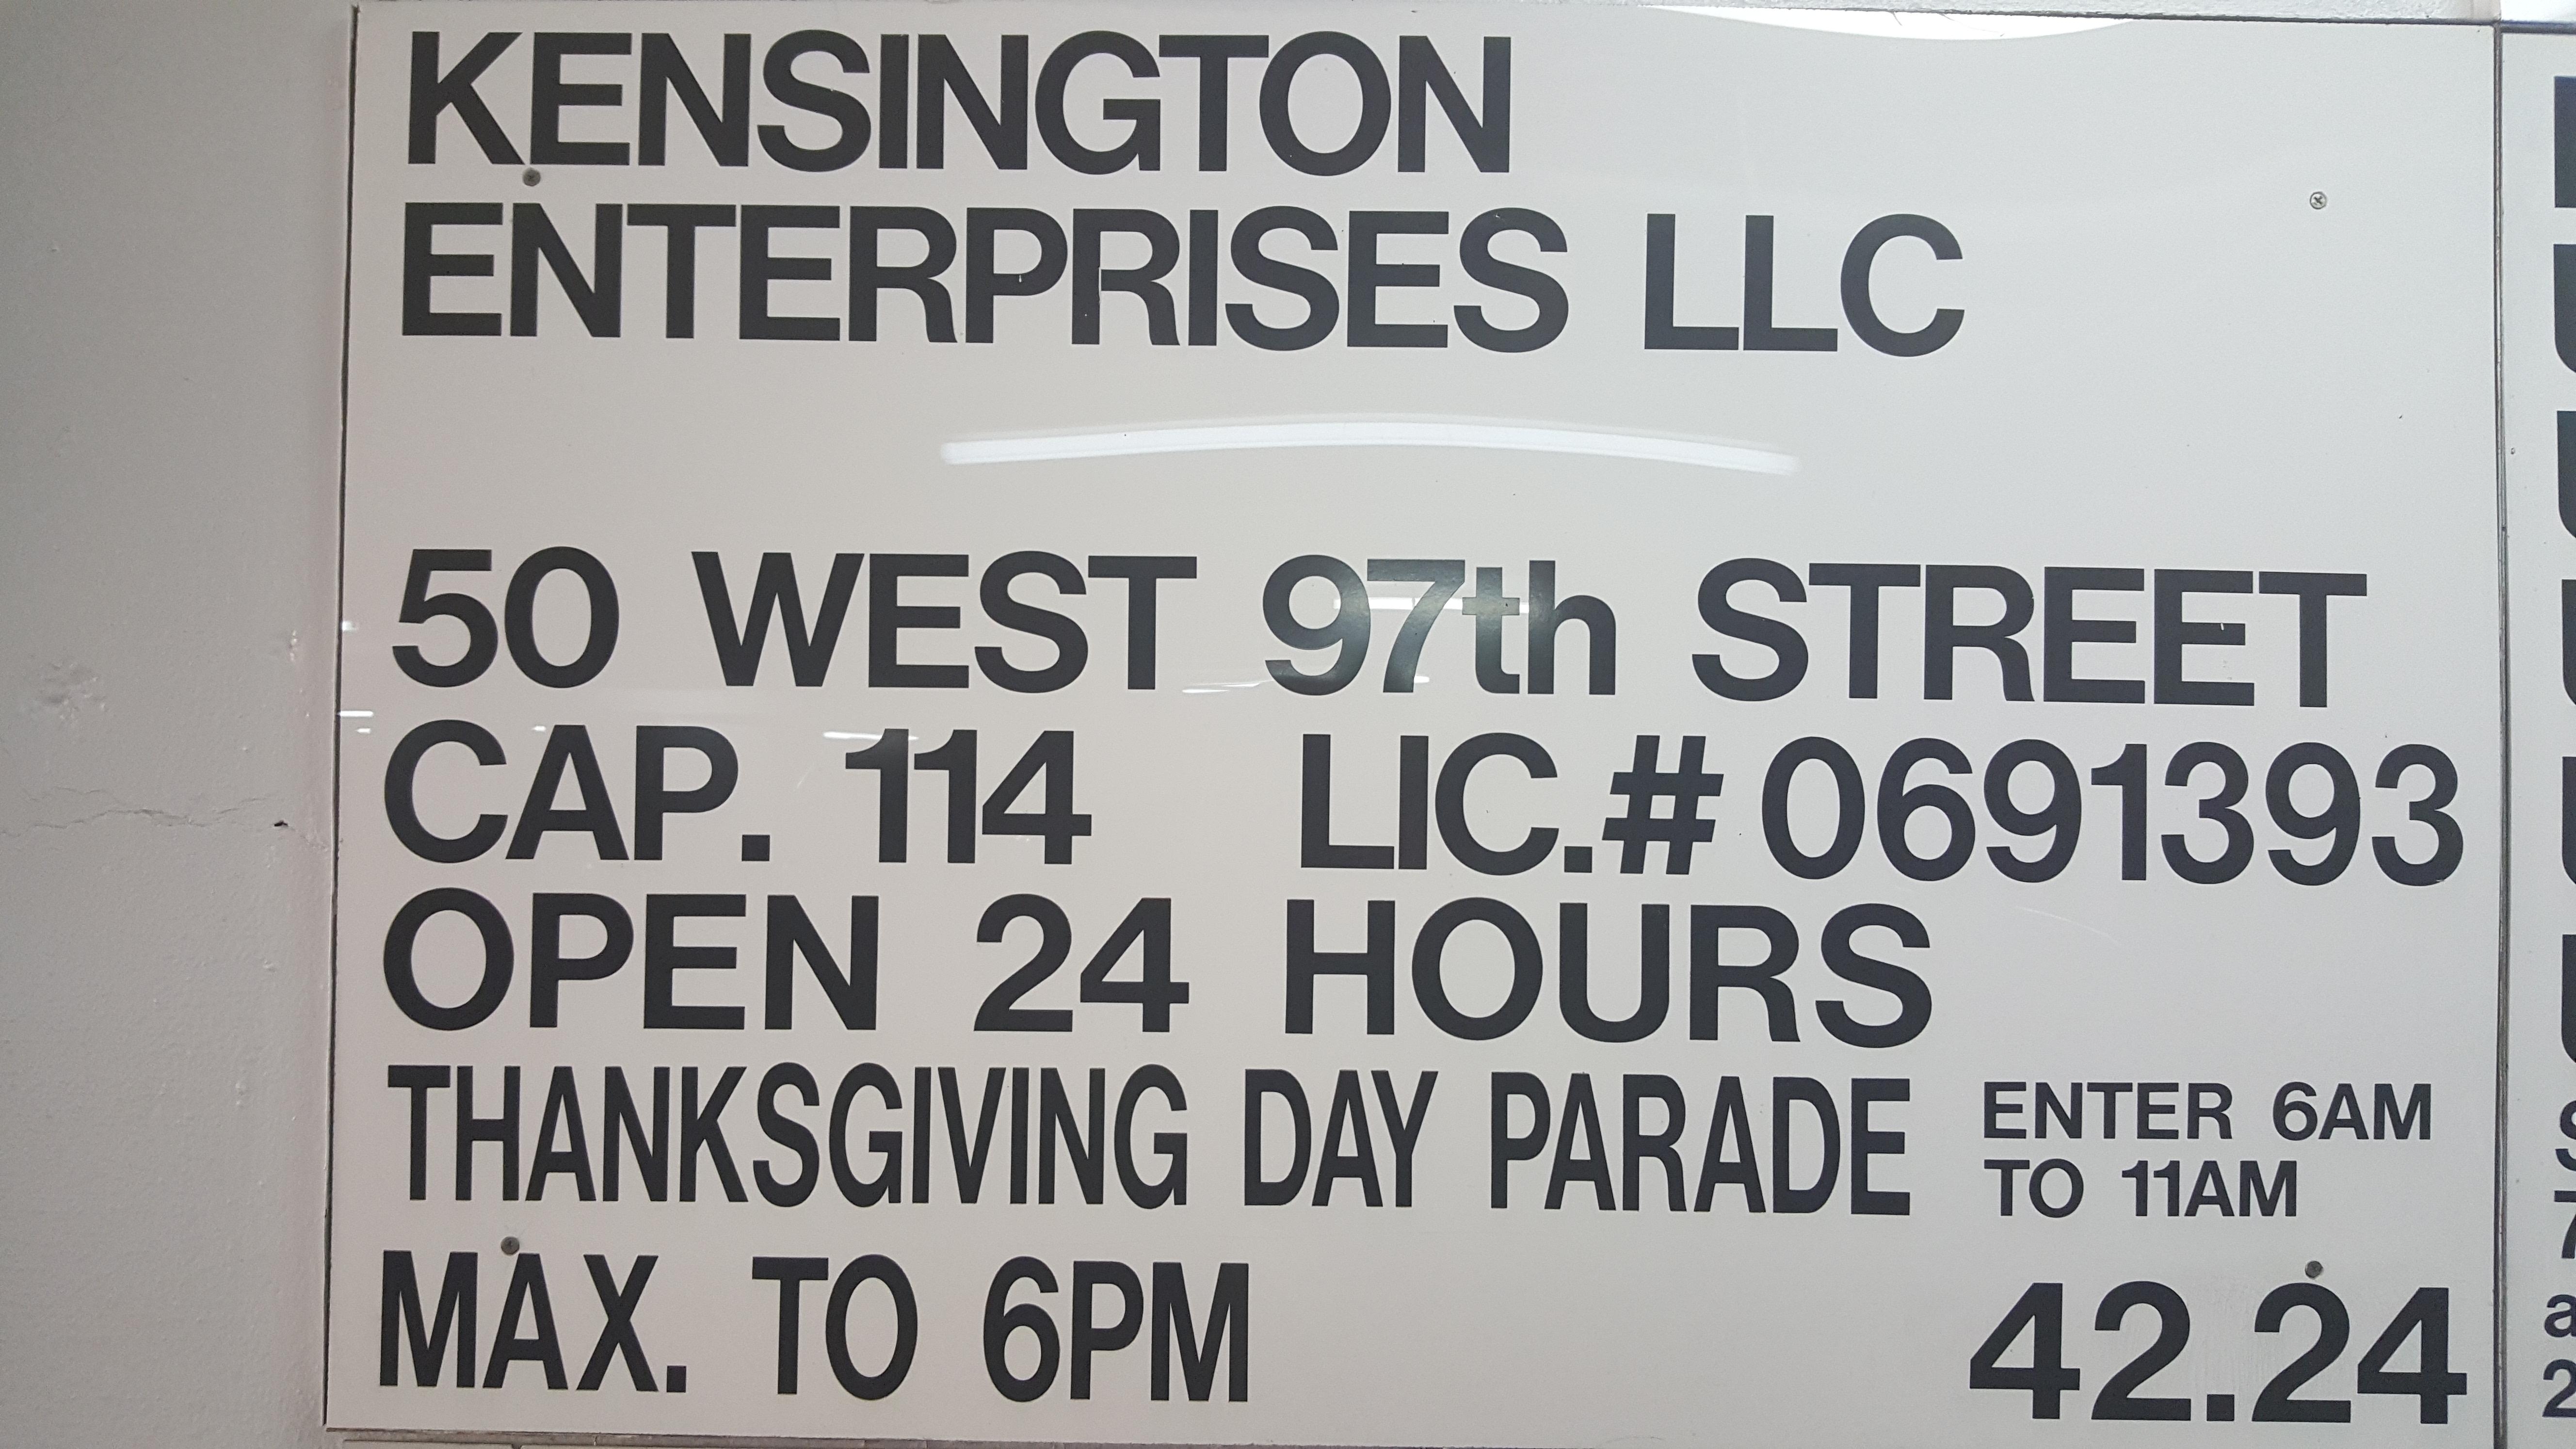 KENSINGTON
ENTERPRISES LLC
50 WEST 97th STREET
CAP. 114 LIC.# 0691393
OPEN 24 HOURS
THANKSGIVING DAY PARADE ENTER 6AM
TO 11AM
MAX. TO 6PM 42.24